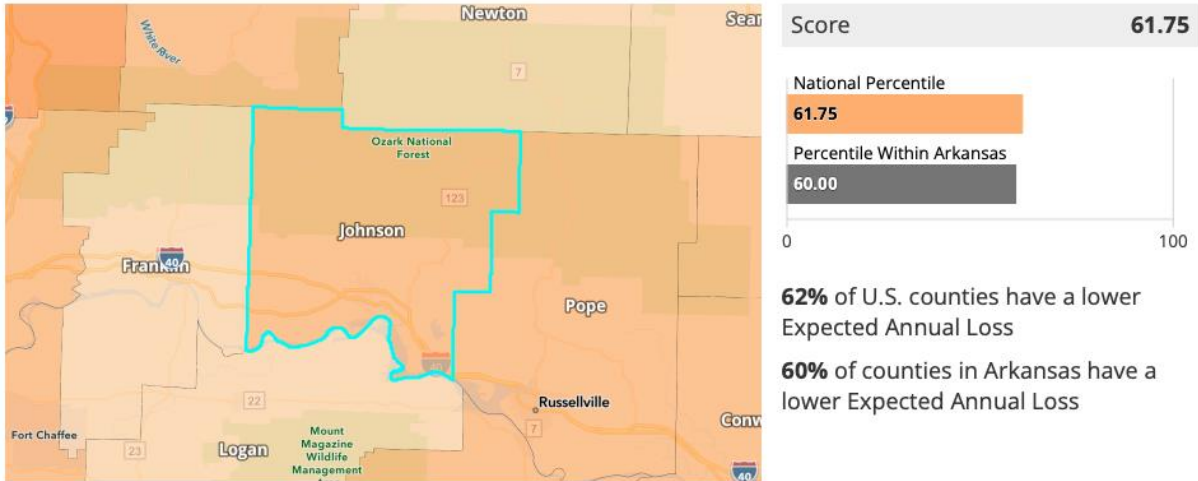 Newton
Sear
White River
7
Ozark National
Forest
123
Johnson
40
Franklin
Pope
40
22
Russellville
7
Conw
Fort Chaffee
23
Logan
Mount
Magazine
Wildlife
Management
40
Score 61.75
National Percentile
61.75
Percentile Within Arkansas
60.00
0 100
62% of U.S. counties have a lower
Expected Annual Loss
60% of counties in Arkansas have a
lower Expected Annual Loss